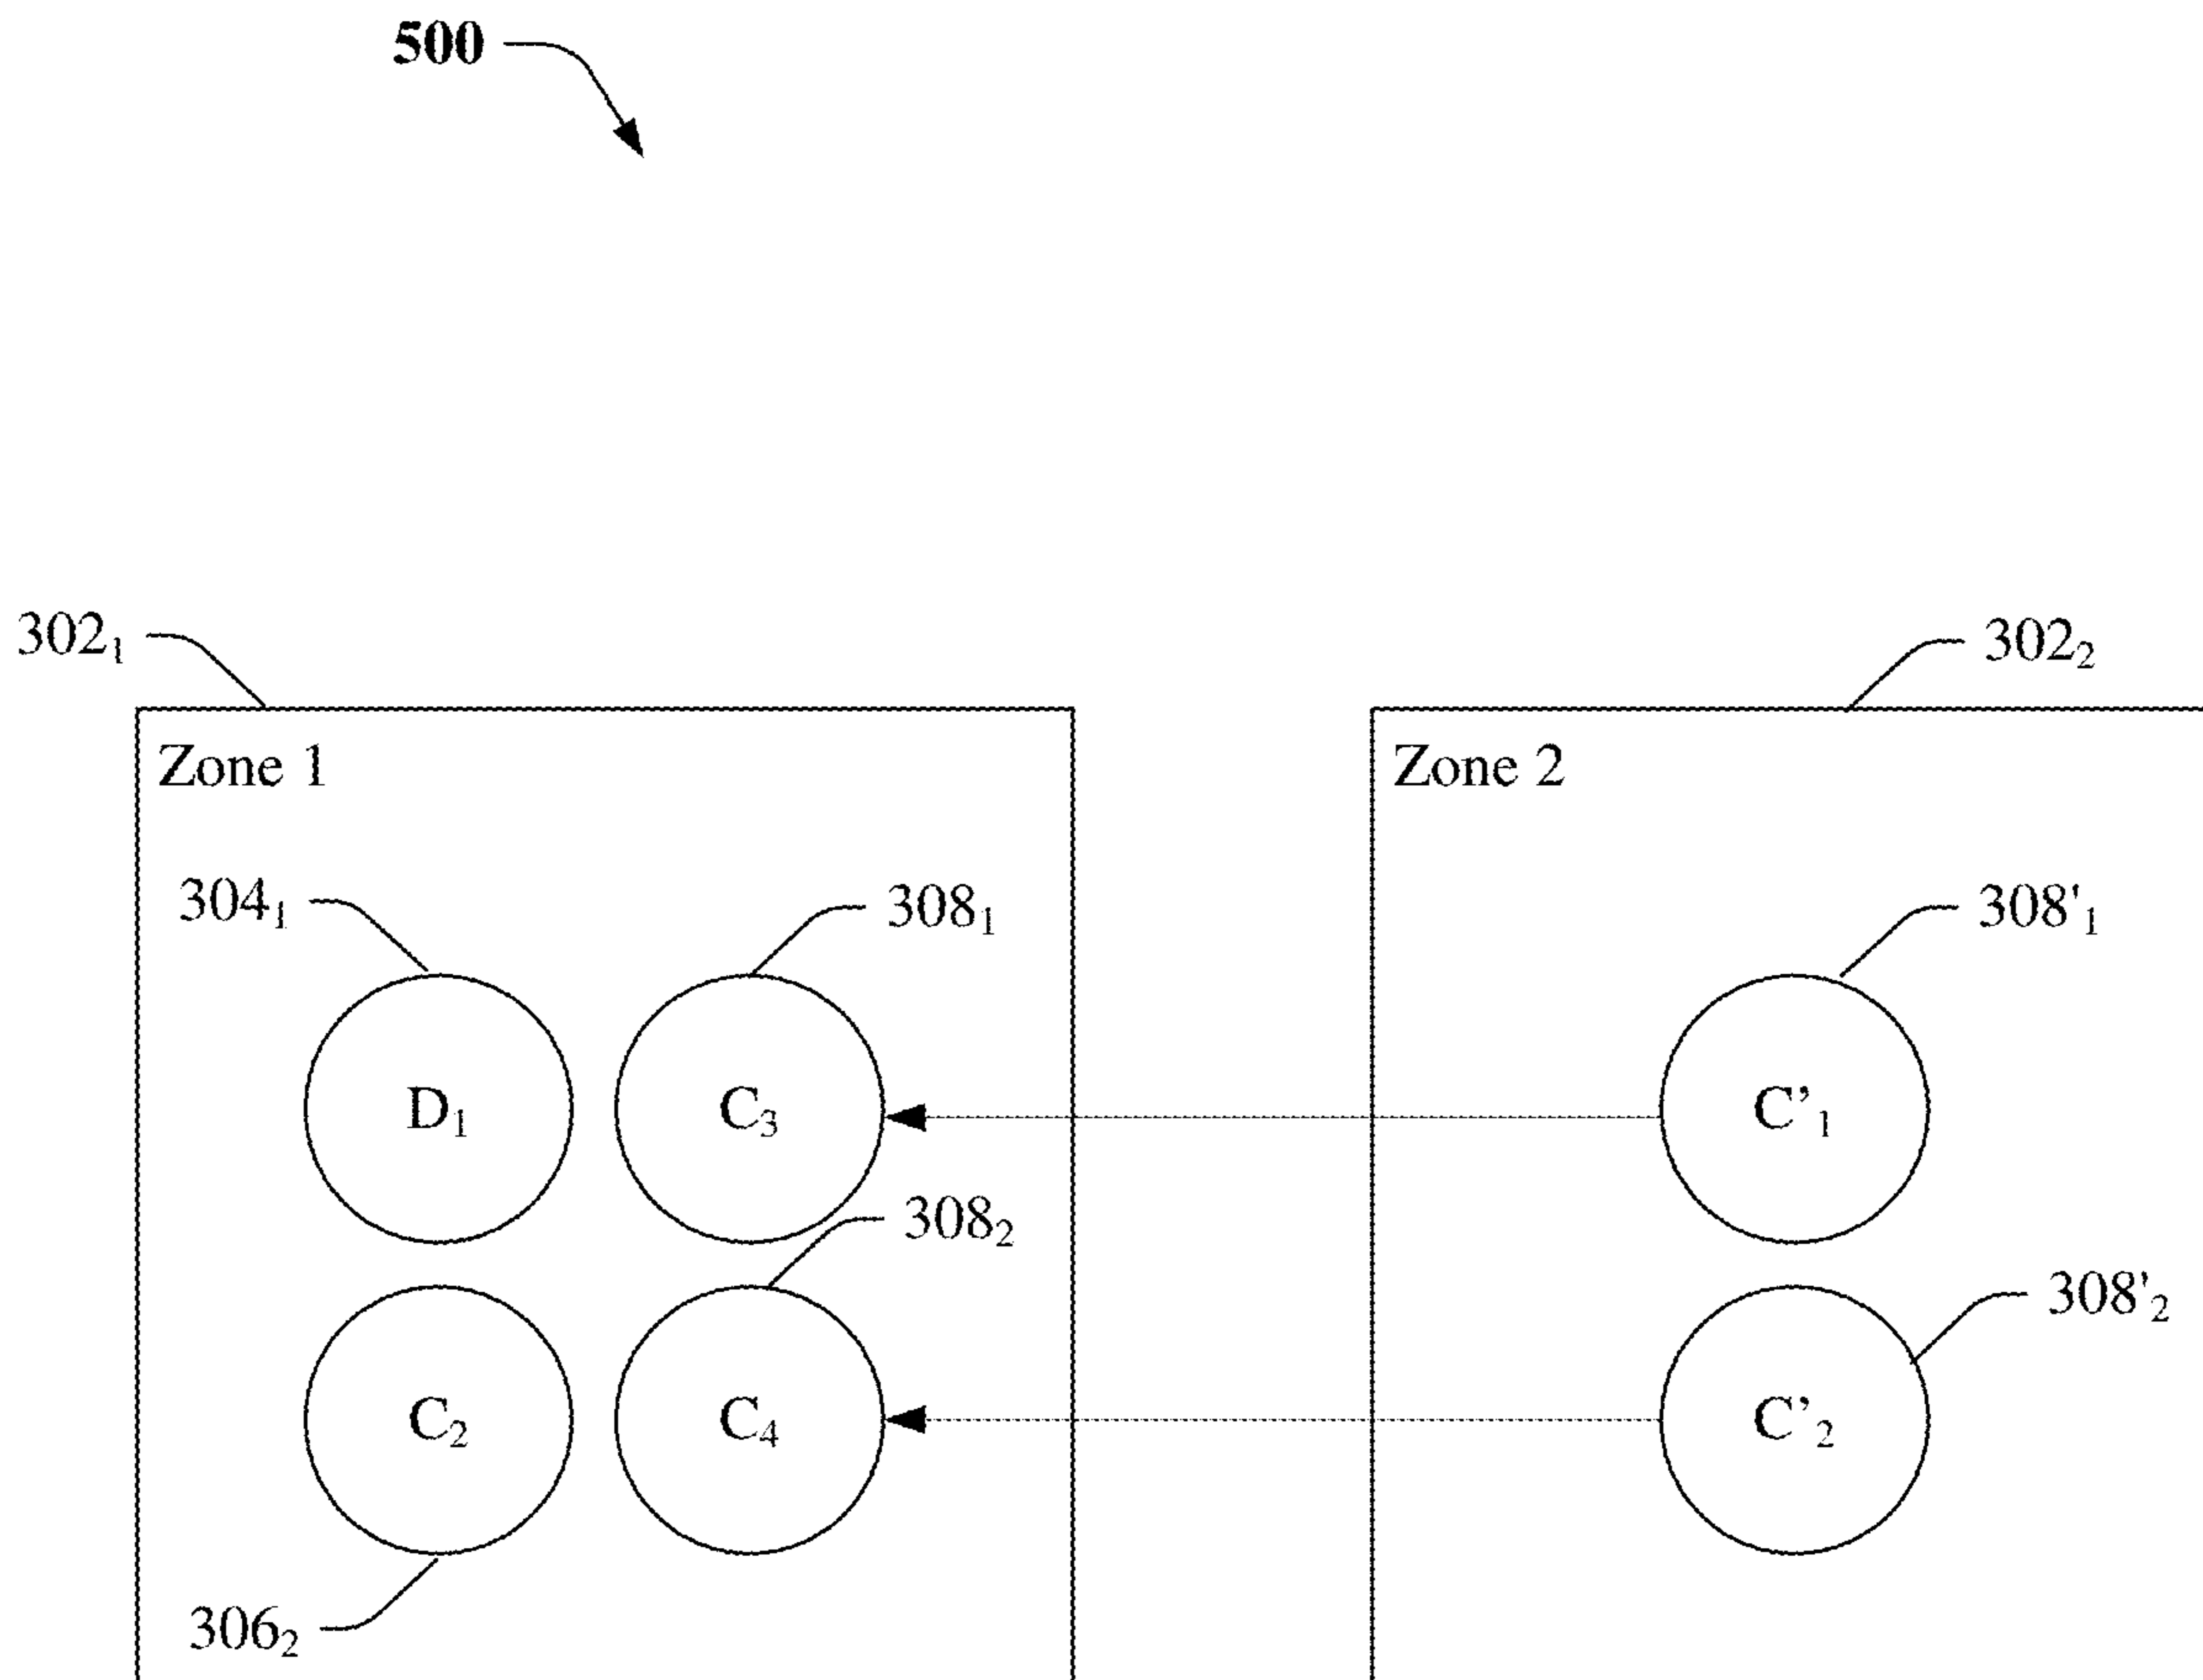 500
302₁
302₂
Zone 1
Zone 2
304₁
308₁
308'₁
D₁
C₃
C’₁
308₂
308'₂
C₂
C₄
C’₂
306₂